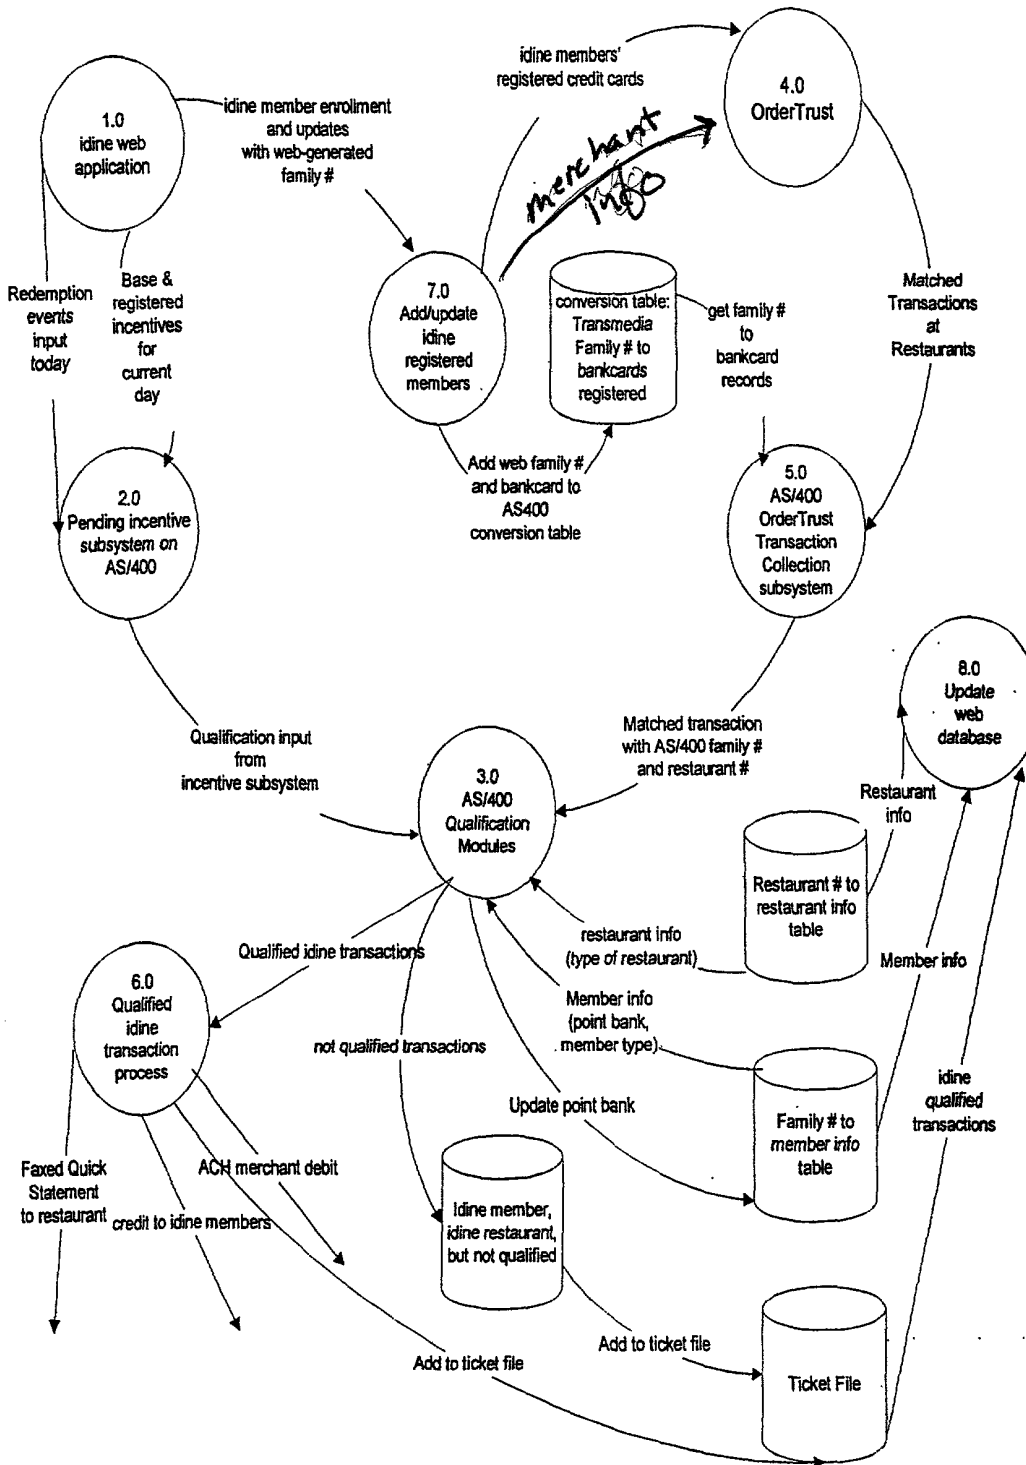 idine members'
registered credit cards
4.0
OrderTrust
1.0
idine web
application
idine member enrollment
and updates
with web-generated
family #
merchant
info
Redemption
events
input
today
Base &
registered
incentives
for
current
day
7.0
Add/update
idine
registered
members
conversion table:
Transmedia
Family # to
bankcards
registered
get family #
to
bankcard
records
Matched
Transactions
at
Restaurants
Add web family #
and bankcard to
AS400
conversion table
2.0
Pending incentive
subsystem on
AS/400
5.0
AS/400
OrderTrust
Transaction
Collection
subsystem
8.0
Update
web
database
Qualification input
from
incentive subsystem
Matched transaction
with AS/400 family #
and restaurant #
3.0
AS/400
Qualification
Modules
Restaurant
info
Restaurant # to
restaurant info
table
Qualified idine transactions
restaurant info
(type of restaurant)
Member info
6.0
Qualified
idine
transaction
process
Member info
(point bank,
member type)
not qualified transactions
Update point bank
Family # to
member info
table
idine
qualified
transactions
Faxed Quick
Statement
to restaurant
ACH merchant debit
credit to idine members
Idine member,
idine restaurant,
but not qualified
Add to ticket file
Add to ticket file
Ticket File